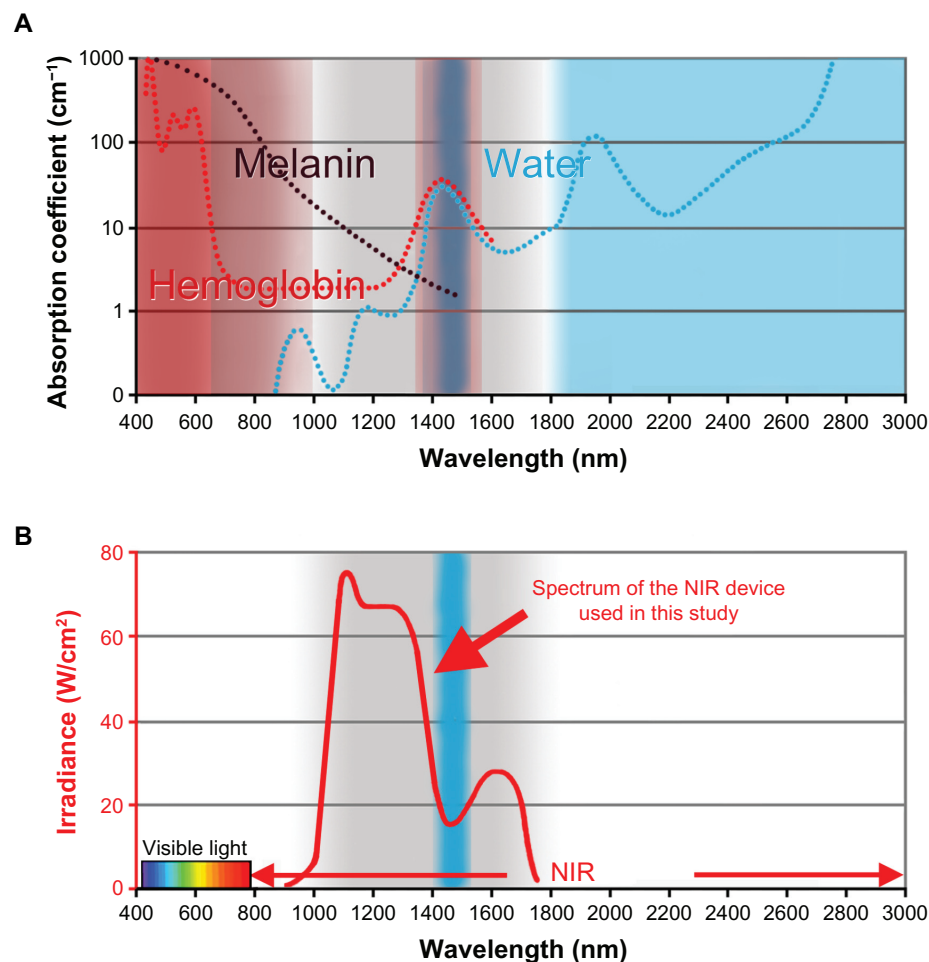 A
Absorption coefficient (cm⁻¹)
1000
100
10
1
0
Melanin
Water
Hemoglobin
400 600 800 1000 1200 1400 1600 1800 2000 2200 2400 2600 2800 3000
Wavelength (nm)
B
Irradiance (W/cm²)
80
60
40
20
0
Spectrum of the NIR device
used in this study
Visible light
NIR
400 600 800 1000 1200 1400 1600 1800 2000 2200 2400 2600 2800 3000
Wavelength (nm)